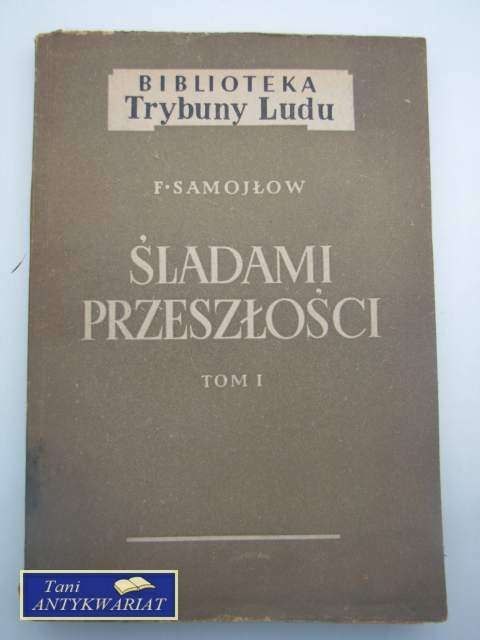 BIBLIOTEKA
Trybuny Ludu
F·SAMOJŁOW
ŚLADAMI
PRZESZŁOŚCI
TOM I
Tani
ANTYKWARIAT